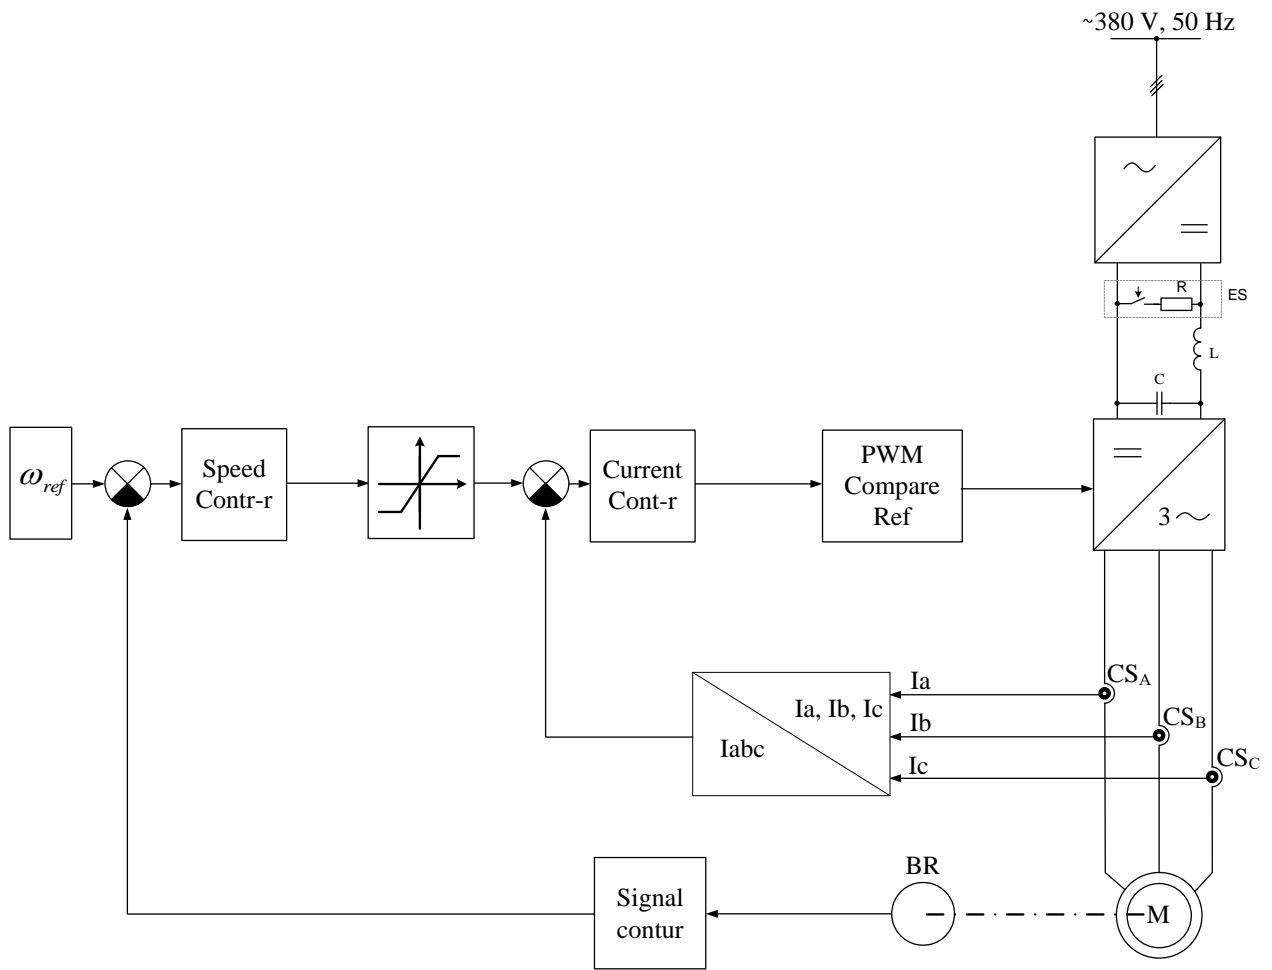 ~380 V, 50 Hz
R
ES
L
C
ω_ref
Speed
Contr-r
Current
Cont-r
PWM
Compare
Ref
3
Ia
CS_A
Ia, Ib, Ic
Iabc
Ib
CS_B
Ic
CS_C
BR
Signal
contur
M